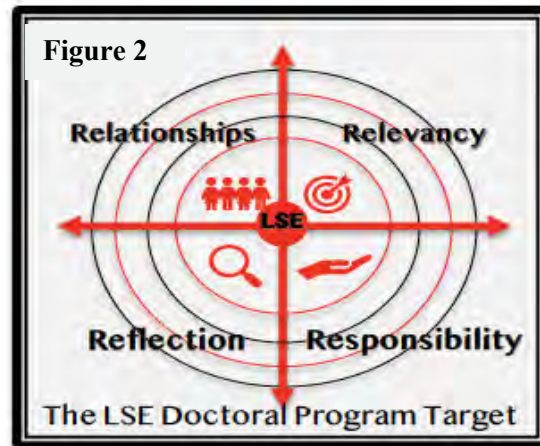 Figure 2
Relationships Relevancy
LSE
Reflection Responsibility
The LSE Doctoral Program Target